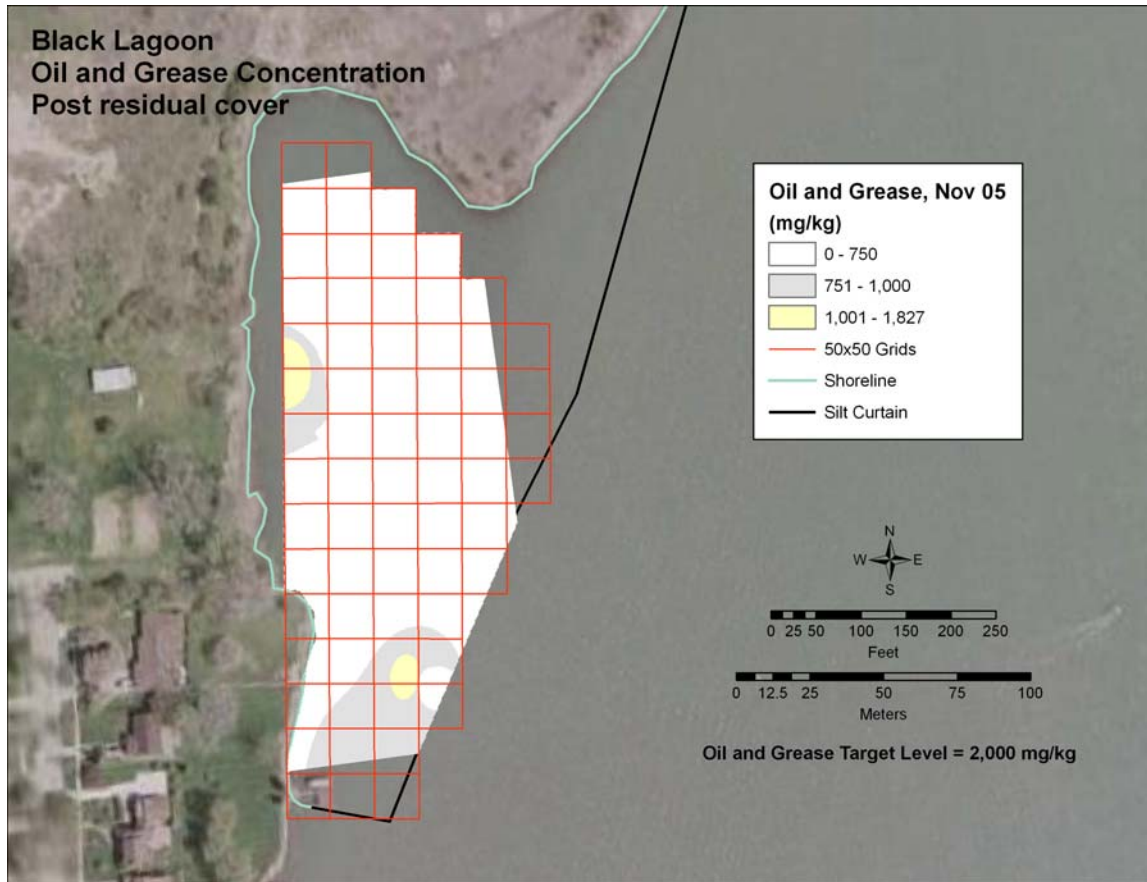 Black Lagoon
Oil and Grease Concentration
Post residual cover
Oil and Grease, Nov 05
(mg/kg)
0 - 750
751 - 1,000
1,001 - 1,827
50x50 Grids
Shoreline
Silt Curtain
N
W E
S
0 25 50 100 150 200 250
Feet
0 12.5 25 50 75 100
Meters
Oil and Grease Target Level = 2,000 mg/kg